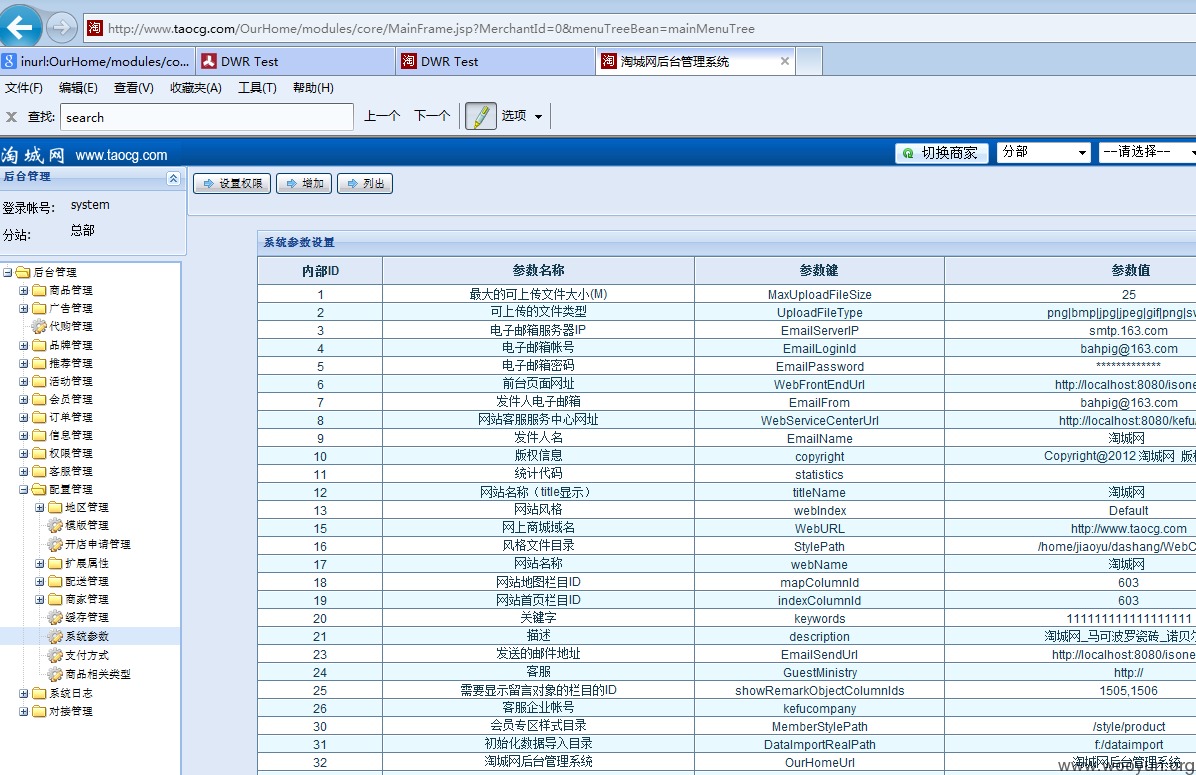 http://www.taocg.com/OurHome/modules/core/MainFrame.jsp?MerchantId=0&menuTreeBean=mainMenuTree
inurl:OurHome/modules/co... DWR Test DWR Test 淘城网后台管理系统
文件(F) 编辑(E) 查看(V) 收藏夹(A) 工具(T) 帮助(H)
查找: search 上一个 下一个 选项
淘城网 www.taocg.com 切换商家 分部 --请选择--
后台管理
登录帐号: system
分站: 总部
设置权限 增加 列出
后台管理
商品管理
广告管理
代购管理
品牌管理
推荐管理
活动管理
会员管理
订单管理
信息管理
权限管理
客服管理
配置管理
地区管理
模版管理
开店申请管理
扩展属性
配送管理
商家管理
缓存管理
系统参数
支付方式
商品相关类型
系统日志
对接管理
系统参数设置
内部ID 参数名称 参数键 参数值
1 最大的可上传文件大小(M) MaxUploadFileSize 25
2 可上传的文件类型 UploadFileType png|bmp|jpg|jpeg|gif|png|sw
3 电子邮箱服务器IP EmailServerIP smtp.163.com
4 电子邮箱帐号 EmailLoginId bahpig@163.com
5 电子邮箱密码 EmailPassword *************
6 前台页面网址 WebFrontEndUrl http://localhost:8080/isone
7 发件人电子邮箱 EmailFrom bahpig@163.com
8 网站客服服务中心网址 WebServiceCenterUrl http://localhost:8080/kefu/
9 发件人名 EmailName 淘城网
10 版权信息 copyright Copyright@2012 淘城网 版权
11 统计代码 statistics
12 网站名称（title显示） titleName 淘城网
13 网站风格 webIndex Default
15 网上商城域名 WebURL http://www.taocg.com
16 风格文件目录 StylePath /home/jiaoyu/dashang/WebC
17 网站名称 webName 淘城网
18 网站地图栏目ID mapColumnId 603
19 网站首页栏目ID indexColumnId 603
20 关键字 keywords 11111111111111111
21 描述 description 淘城网_马可波罗瓷砖_诺贝尔
23 发送的邮件地址 EmailSendUrl http://localhost:8080/isone
24 客服 GuestMinistry http://
25 需要显示留言对象的栏目的ID showRemarkObjectColumnIds 1505,1506
26 客服企业帐号 kefucompany
30 会员专区样式目录 MemberStylePath /style/product
31 初始化数据导入目录 DataImportRealPath f:/dataimport
32 淘城网后台管理系统 OurHomeUrl 淘城网后台管理系统
www.wooyun.org